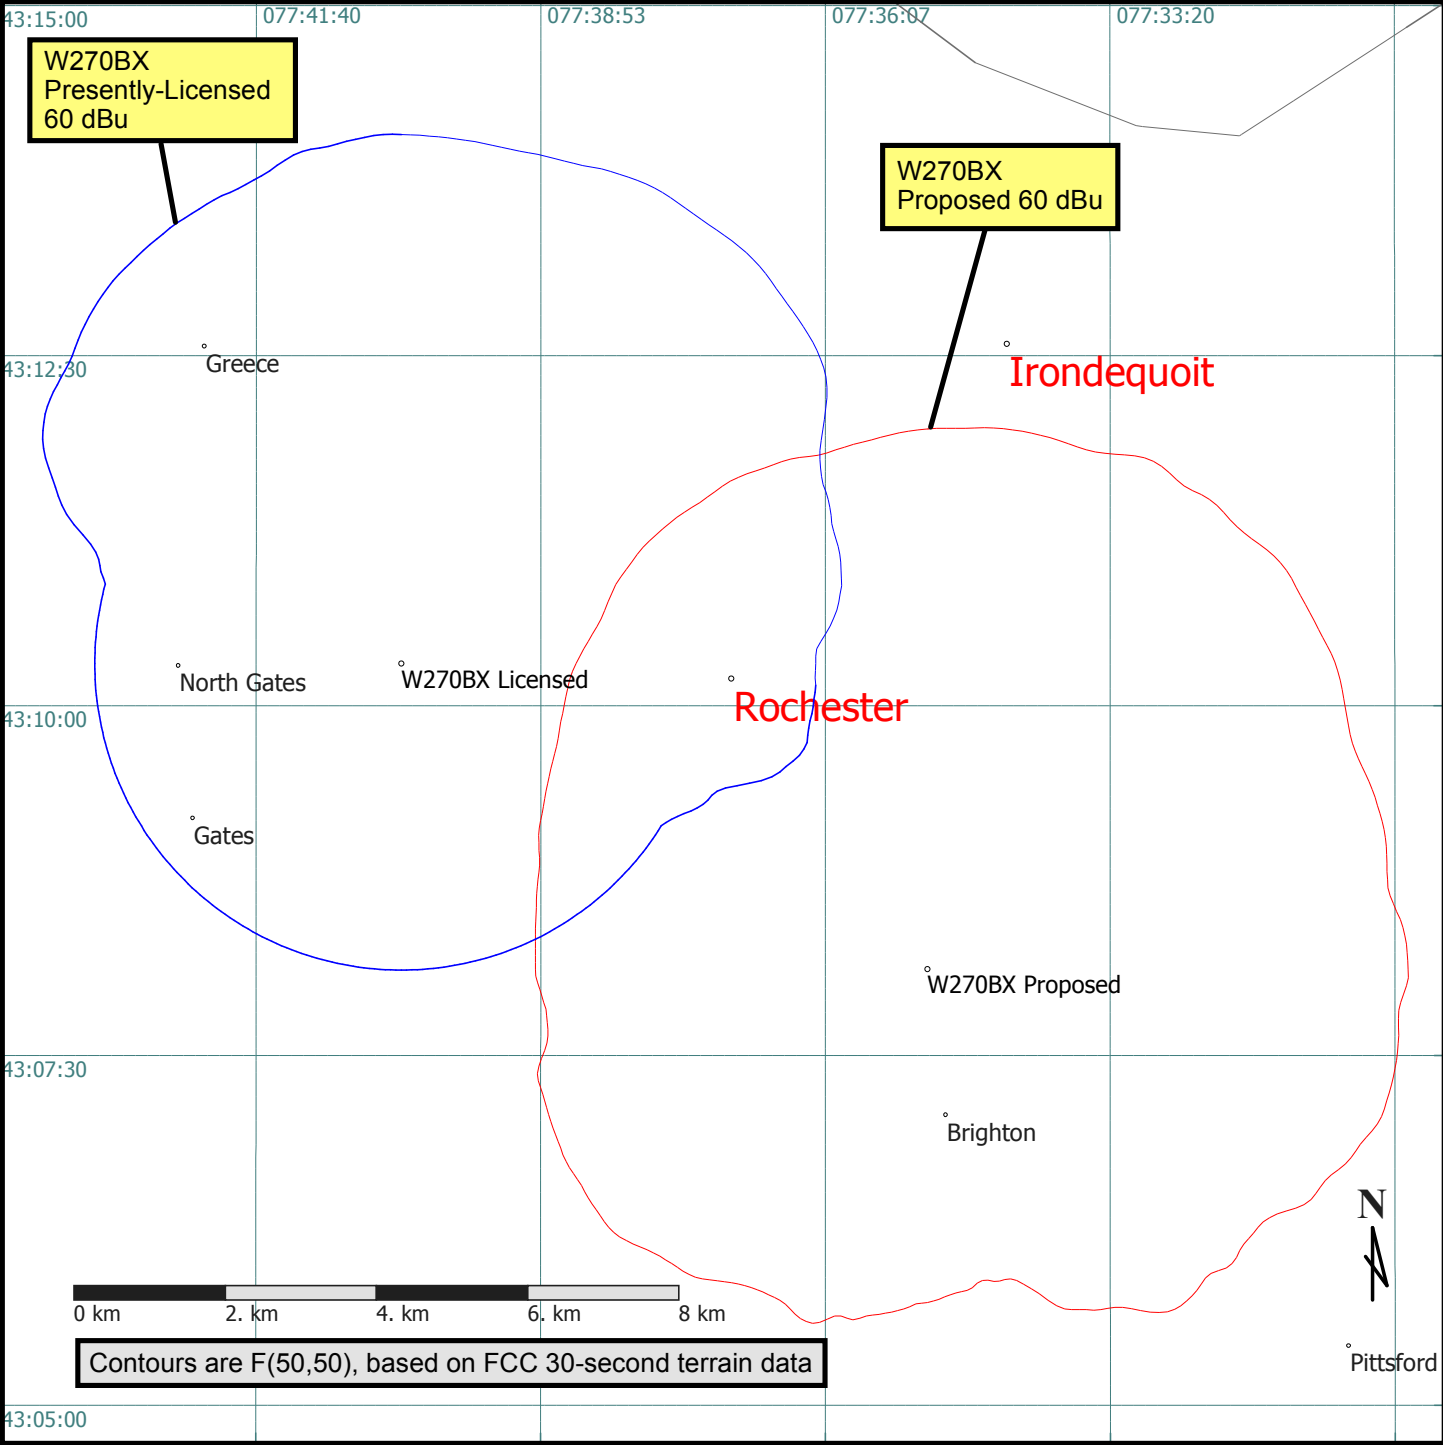 43:15:00
077:41:40
077:38:53
077:36:07
077:33:20
W270BX
Presently-Licensed
60 dBu
W270BX
Proposed 60 dBu
Greece
43:12:30
Irondequoit
North Gates
W270BX Licensed
Rochester
43:10:00
Gates
W270BX Proposed
43:07:30
Brighton
N
0 km
2. km
4. km
6. km
8 km
Contours are F(50,50), based on FCC 30-second terrain data
Pittsford
43:05:00